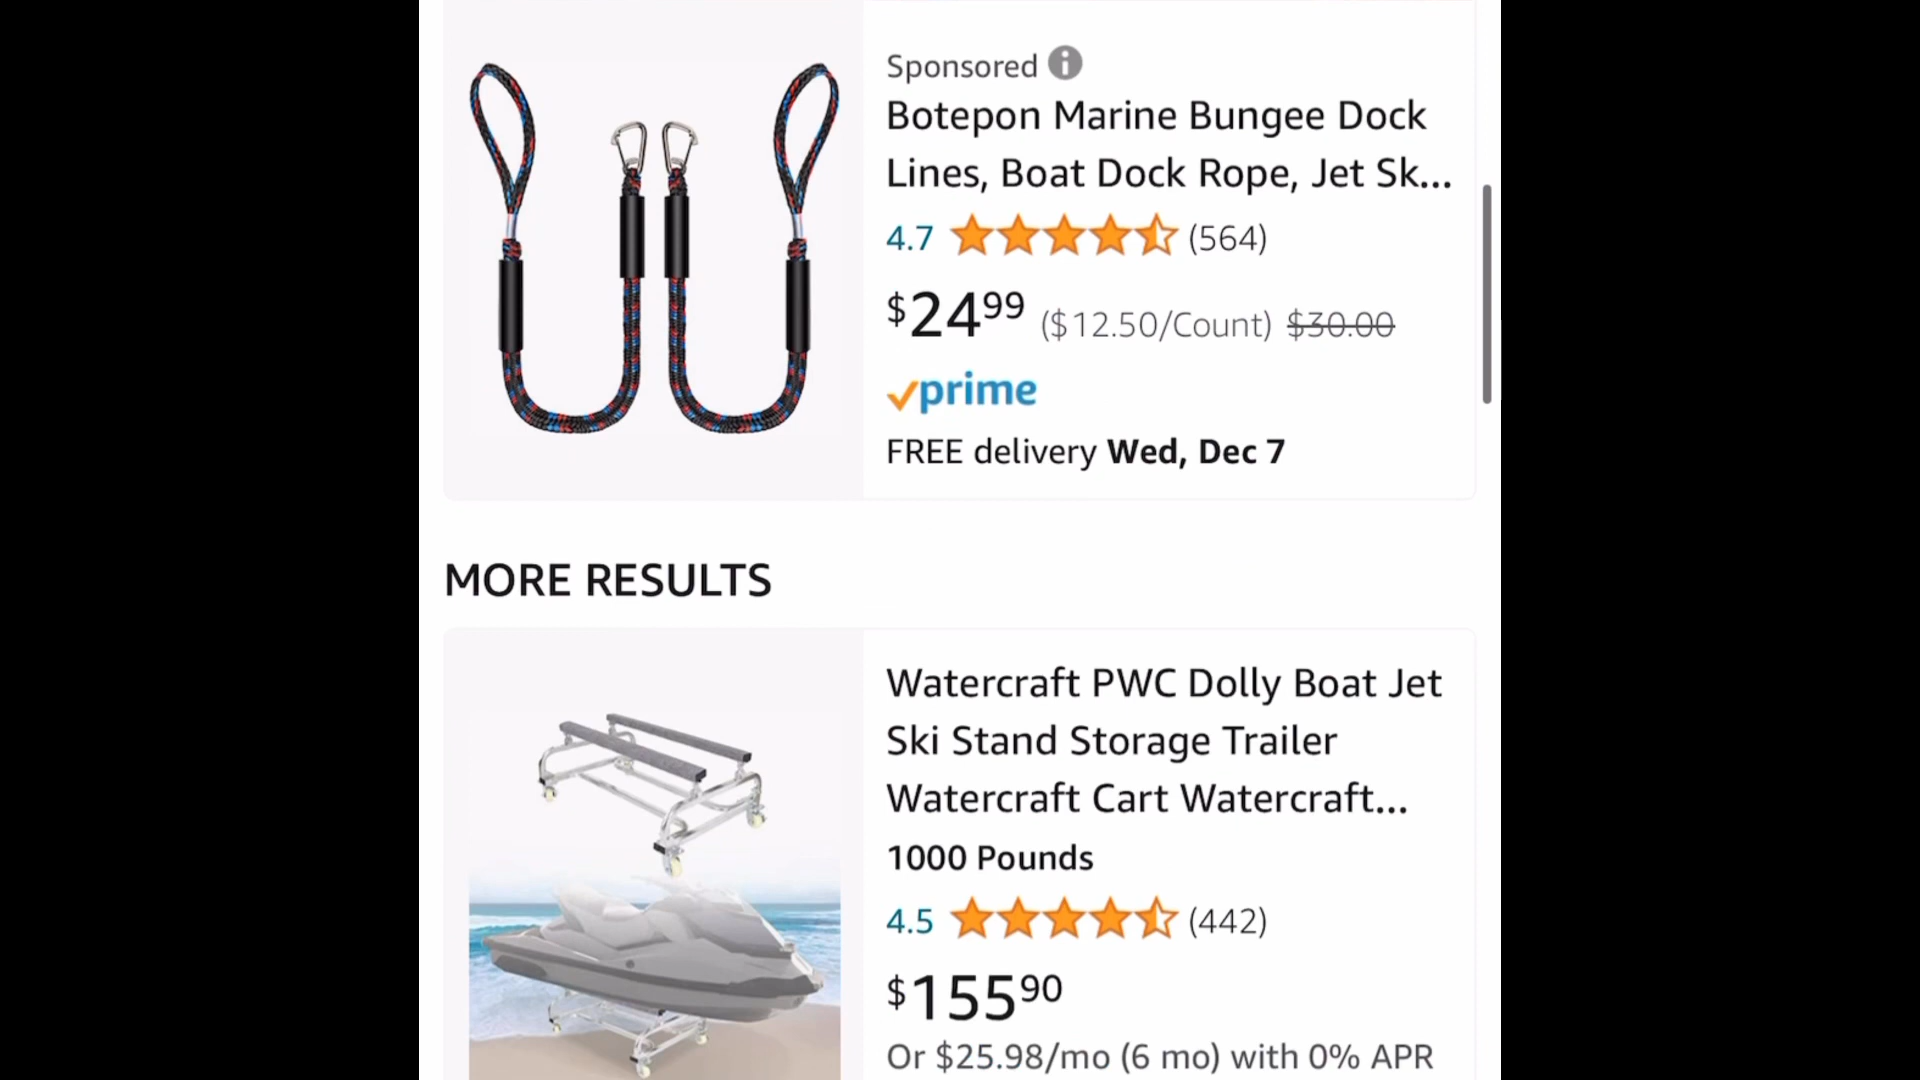 Sponsored
Botepon Marine Bungee Dock
Lines, Boat Dock Rope, Jet Sk...
4.7 (564)
$24.99 ($12.50/Count) $30.00
prime
FREE delivery Wed, Dec 7
MORE RESULTS
Watercraft PWC Dolly Boat Jet
Ski Stand Storage Trailer
Watercraft Cart Watercraft...
1000 Pounds
4.5 (442)
$155.90
Or $25.98/mo (6 mo) with 0% APR